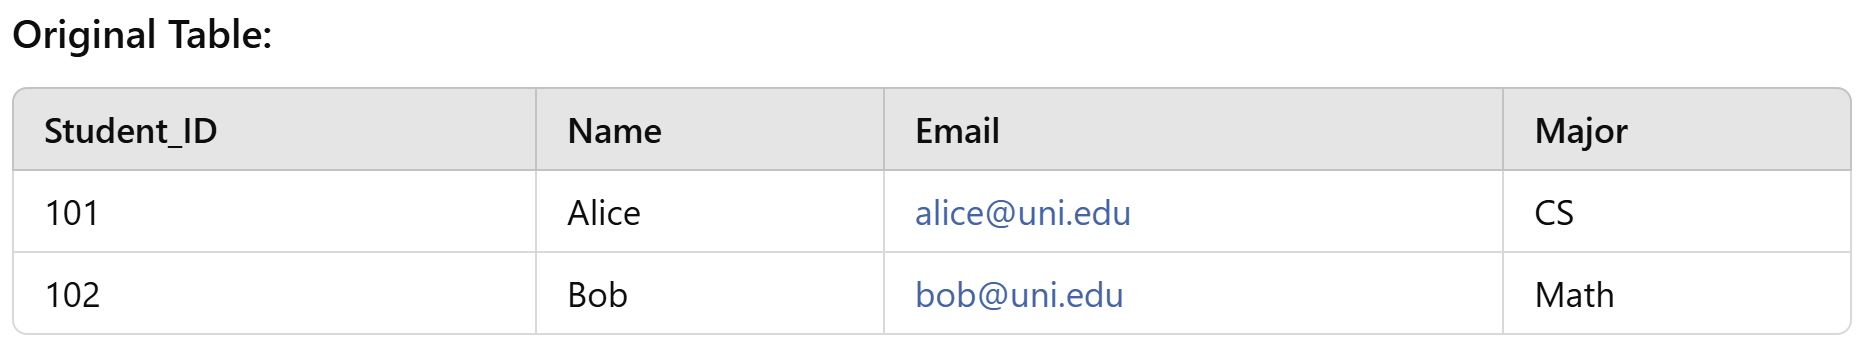 Original Table:
Student_ID Name Email Major
101 Alice alice@uni.edu CS
102 Bob bob@uni.edu Math